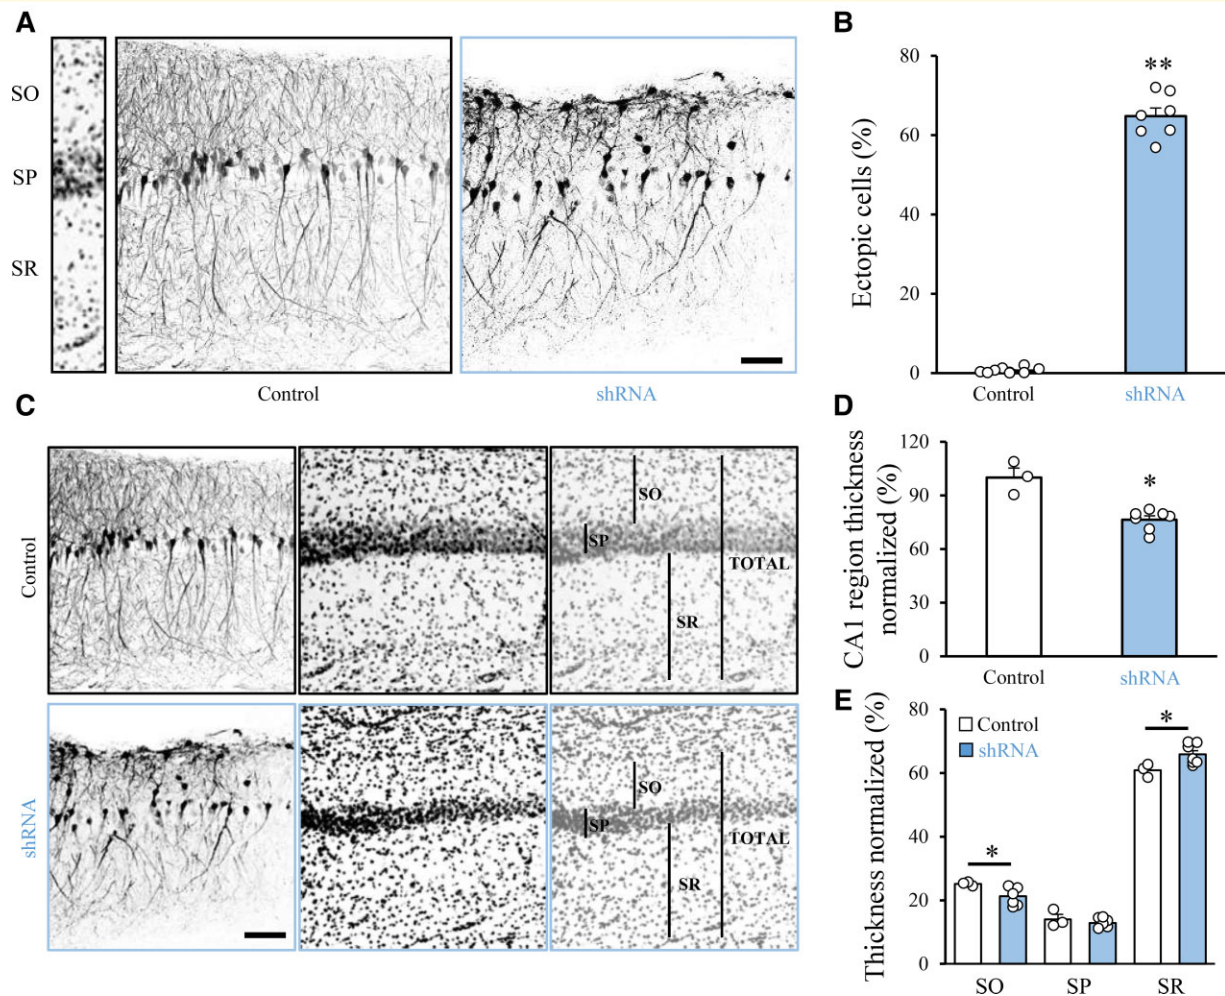 A
SO
SP
SR
Control
shRNA
B
Ectopic cells (%)
80
60
40
20
0
**
Control
shRNA
C
Control
SO
SP
TOTAL
SR
shRNA
SO
SP
TOTAL
SR
D
CA1 region thickness
normalized (%)
120
90
60
30
0
*
Control
shRNA
E
Thickness normalized (%)
80
60
40
20
0
Control
shRNA
*
*
SO
SP
SR